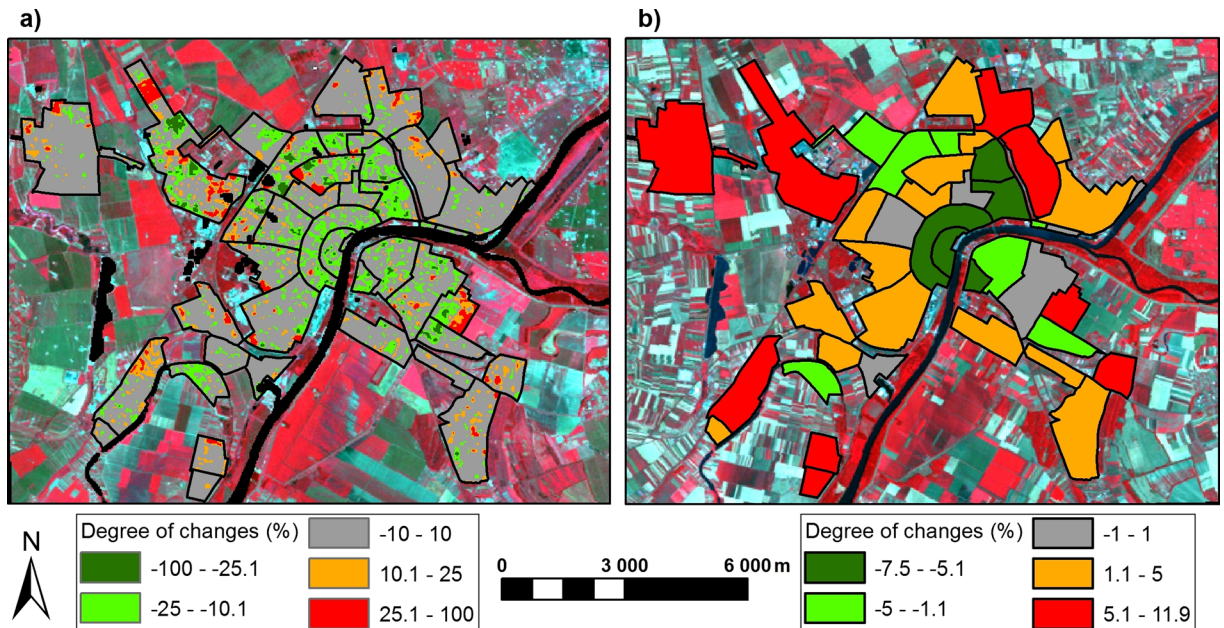 a)
b)
N
Degree of changes (%)
-100 - -25.1
-25 - -10.1
-10 - 10
10.1 - 25
25.1 - 100
0 3 000 6 000 m
Degree of changes (%)
-7.5 - -5.1
-5 - -1.1
-1 - 1
1.1 - 5
5.1 - 11.9